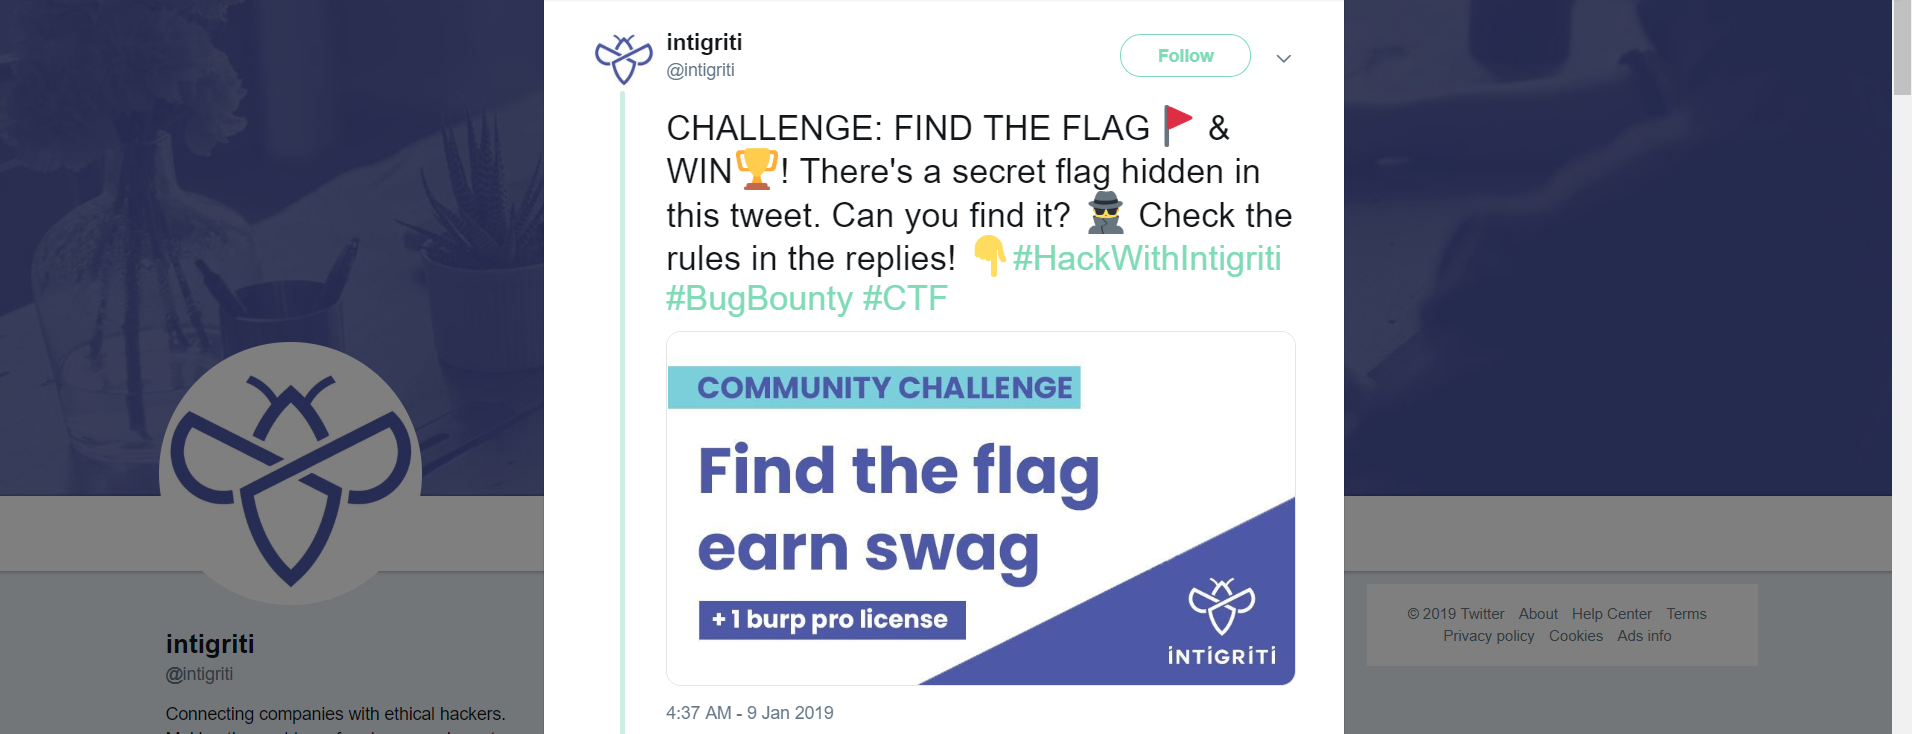 intigriti
@intigriti
Follow
CHALLENGE: FIND THE FLAG 🚩 &
WIN🏆! There's a secret flag hidden in
this tweet. Can you find it? 🕵 Check the
rules in the replies! 👇#HackWithIntigriti
#BugBounty #CTF
COMMUNITY CHALLENGE
Find the flag
earn swag
+ 1 burp pro license
INTIGRITI
4:37 AM - 9 Jan 2019
intigriti
@intigriti
Connecting companies with ethical hackers.
© 2019 Twitter About Help Center Terms
Privacy policy Cookies Ads info